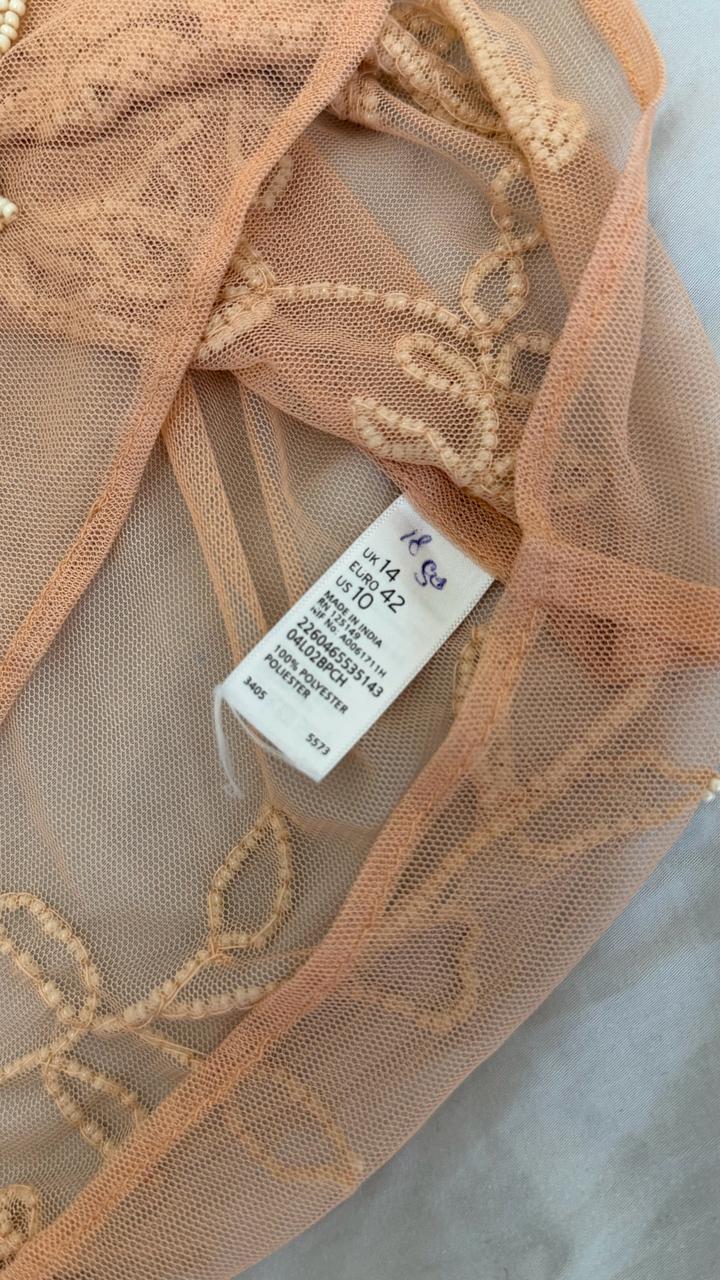 18
UK 14
EURO 42
US 10
MADE IN INDIA
RN 125149
NIF No. A0061711H
2260465535143
04L02BPCH
100% POLYESTER
POLIESTER
3405
5573